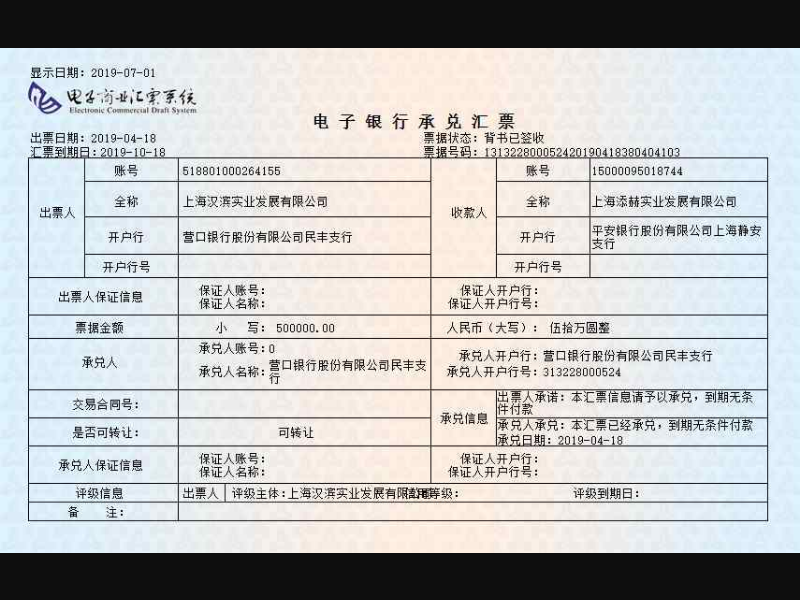 显示日期：2019-07-01
电子商业汇票系统
Electronic Commercial Draft System
电子银行承兑汇票
出票日期：2019-04-18
票据状态：背书已签收
汇票到期日：2019-10-18
票据号码：131322800052420190418380404103
出票人
账号 518801000264155
全称 上海汉滨实业发展有限公司
开户行 营口银行股份有限公司民丰支行
开户行号
收款人
账号 15000095018744
全称 上海添赫实业发展有限公司
开户行 平安银行股份有限公司上海静安
支行
开户行号
出票人保证信息
保证人账号： 保证人开户行：
保证人名称： 保证人开户行号：
票据金额 小 写：500000.00 人民币（大写）：伍拾万圆整
承兑人
承兑人账号：0
承兑人名称：营口银行股份有限公司民丰支
行
承兑人开户行：营口银行股份有限公司民丰支行
承兑人开户行号：313228000524
交易合同号：
是否可转让： 可转让
承兑信息
出票人承诺：本汇票信息请予以承兑，到期无条
件付款
承兑人承兑：本汇票已经承兑，到期无条件付款
承兑日期：2019-04-18
承兑人保证信息
保证人账号： 保证人开户行：
保证人名称： 保证人开户行号：
评级信息 出票人 评级主体：上海汉滨实业发展有限 等级： 评级到期日：
备 注：